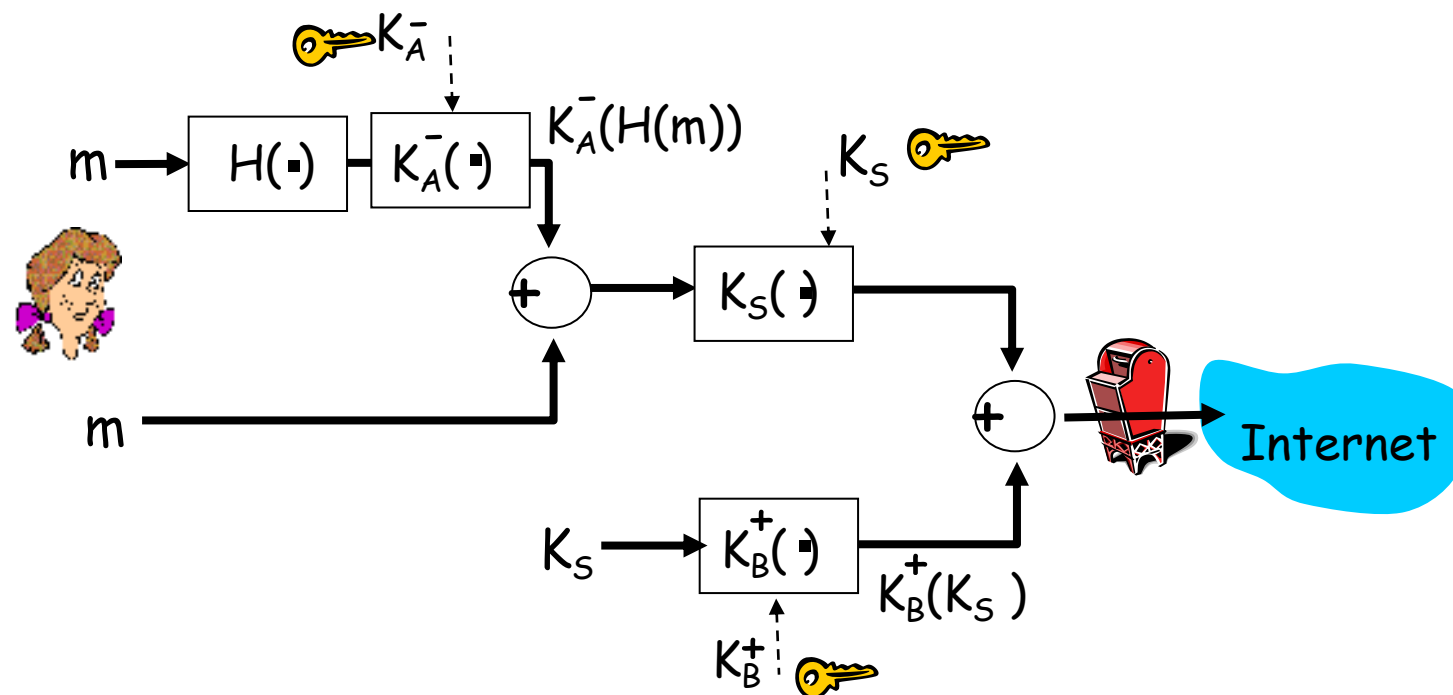 K_A^-
m
H(▪)
K_A^-(▪)
K_A^-(H(m))
K_S
+
K_S(▪)
m
+
Internet
K_S
K_B^+(▪)
K_B^+(K_S )
K_B^+